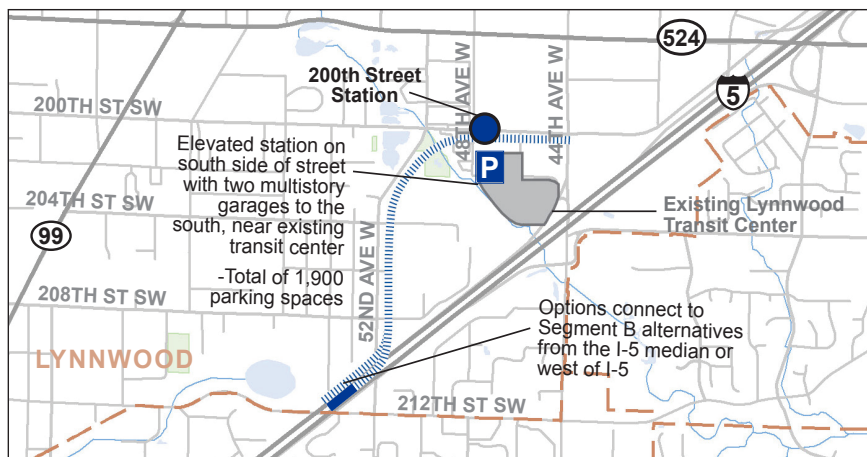 524
48TH AVE W
44TH AVE W
5
200th Street
Station
200TH ST SW
P
Elevated station on
south side of street
with two multistory
garages to the
south, near existing
transit center
-Total of 1,900
parking spaces
204TH ST SW
Existing Lynnwood
Transit Center
99
52ND AVE W
208TH ST SW
Options connect to
Segment B alternatives
from the I-5 median or
west of I-5
LYNNWOOD
212TH ST SW